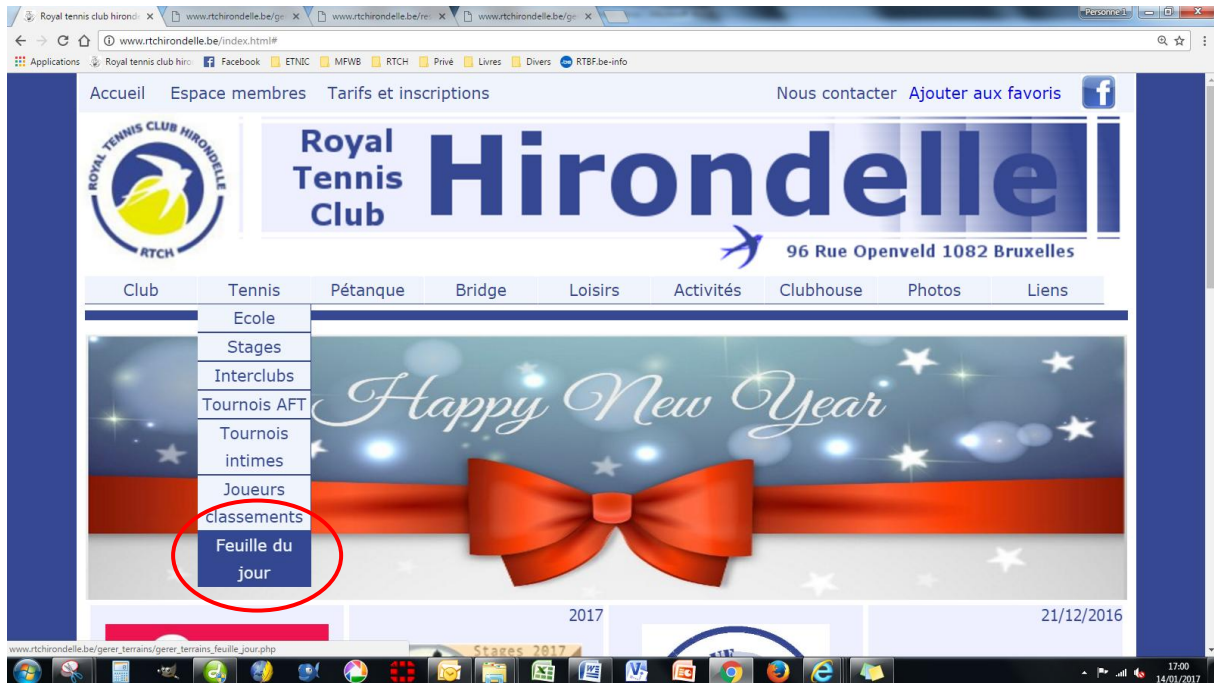 Royal tennis club hironde
www.rtchirondelle.be/ge
www.rtchirondelle.be/re
www.rtchirondelle.be/ge
Personne 1
www.rtchirondelle.be/index.html#
Applications
Royal tennis club hiro
Facebook
ETNIC
MFWB
RTCH
Privé
Livres
Divers
RTBF.be-info
Accueil Espace membres Tarifs et inscriptions Nous contacter Ajouter aux favoris
ROYAL TENNIS CLUB HIRONDELLE
RTCH
Royal
Tennis
Club
Hirondelle
96 Rue Openveld 1082 Bruxelles
Club Tennis Pétanque Bridge Loisirs Activités Clubhouse Photos Liens
Ecole
Stages
Interclubs
Tournois AFT
Tournois
intimes
Joueurs
classements
Feuille du
jour
Happy New Year
2017
21/12/2016
Stages 2017
www.rtchirondelle.be/gerer_terrains/gerer_terrains_feuille_jour.php
17:00
14/01/2017